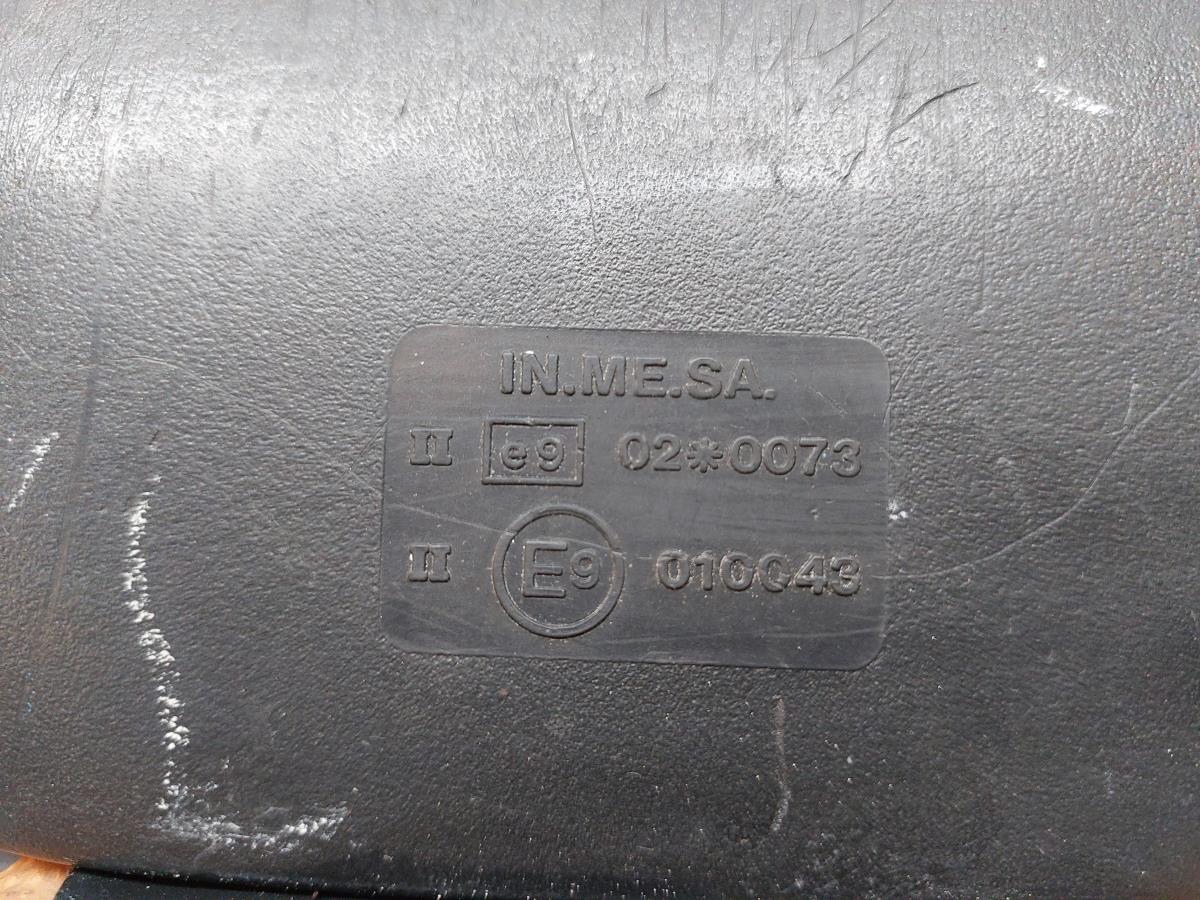 IN.ME.SA.
II e9 02*0073
II E9 010043